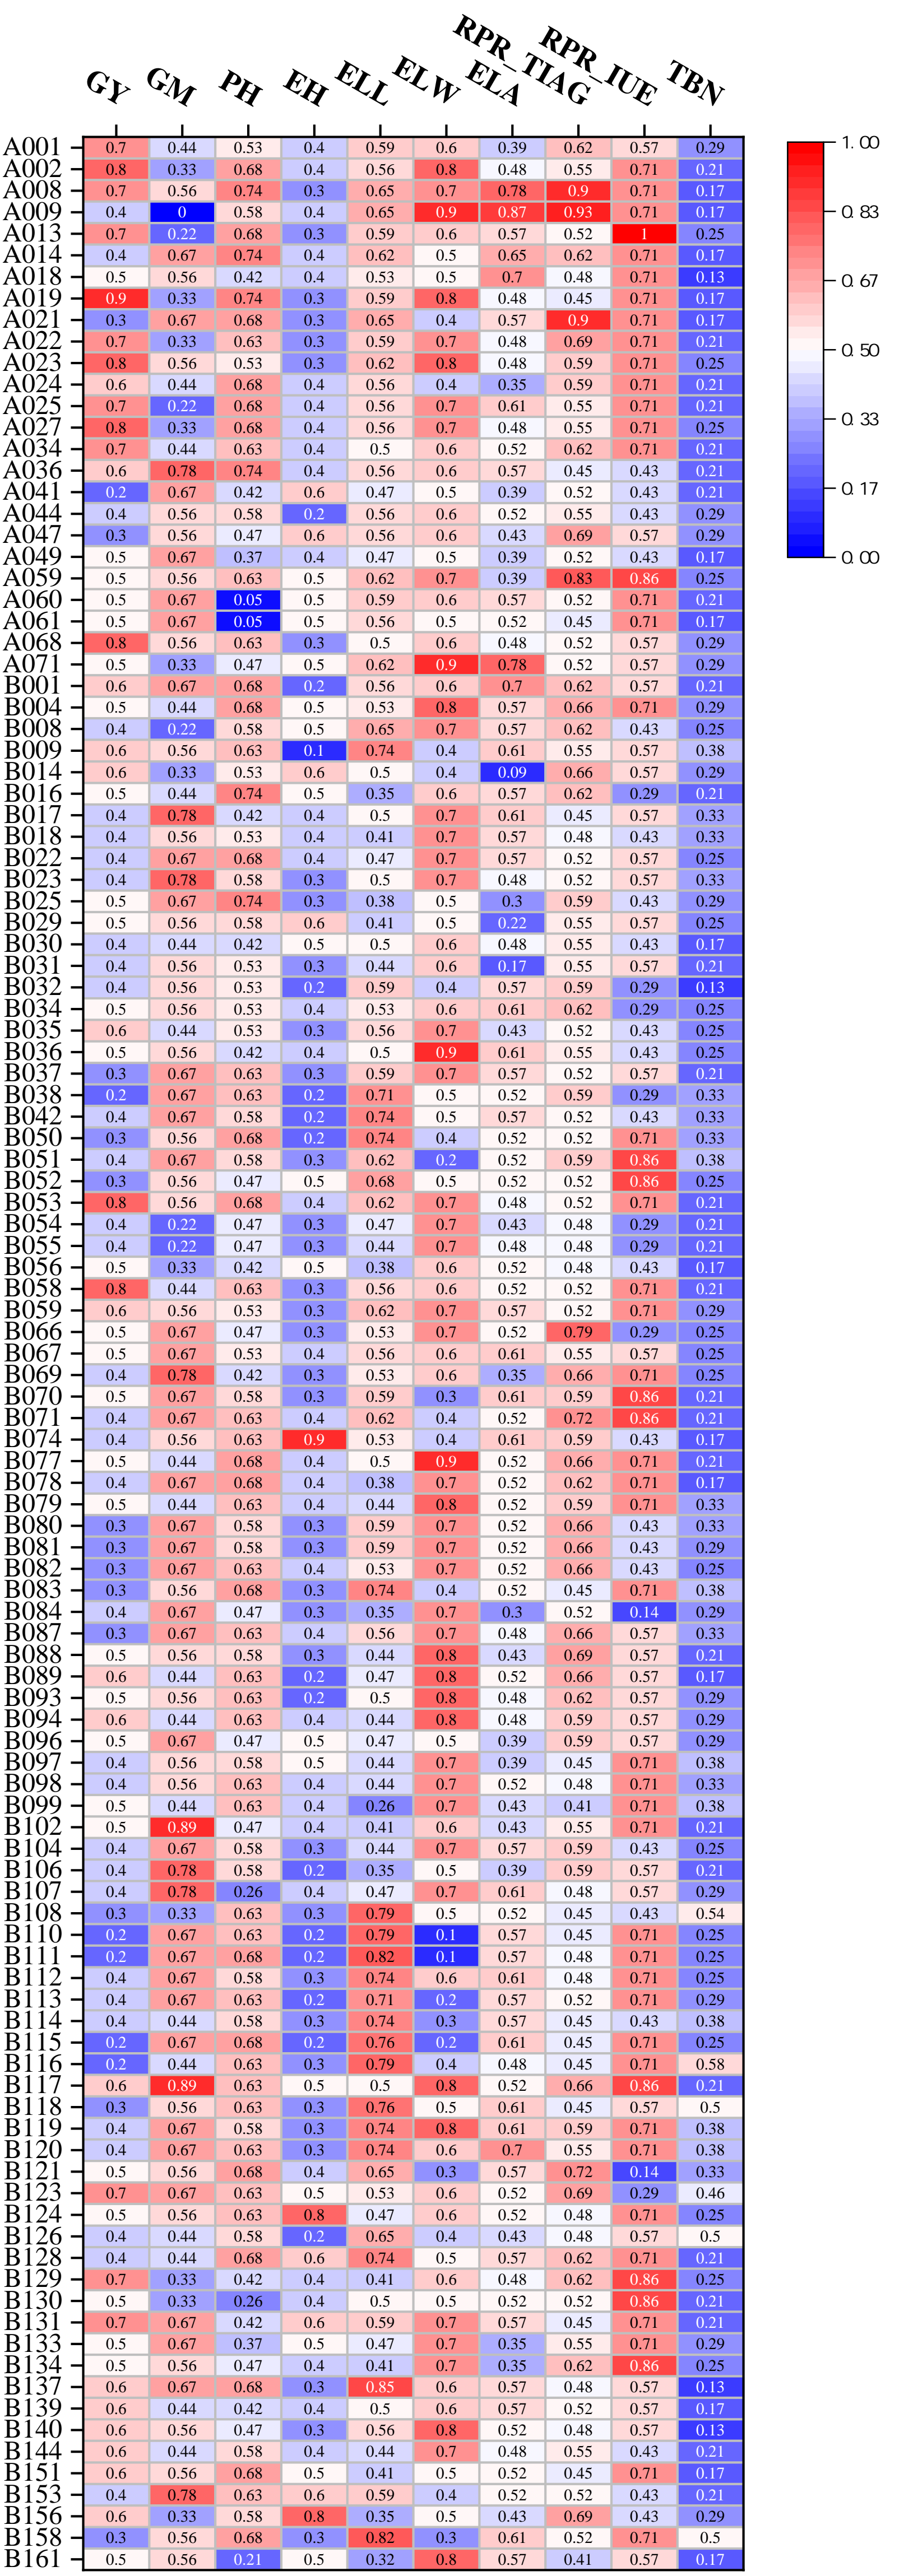 GY GM PH EH ELL ELW ELA RPR_TIAG RPR_IUE TBN
A001 0.7 0.44 0.53 0.4 0.59 0.6 0.39 0.62 0.57 0.29
A002 0.8 0.33 0.68 0.4 0.56 0.8 0.48 0.55 0.71 0.21
A008 0.7 0.56 0.74 0.3 0.65 0.7 0.78 0.9 0.71 0.17
A009 0.4 0 0.58 0.4 0.65 0.9 0.87 0.93 0.71 0.17
A013 0.7 0.22 0.68 0.3 0.59 0.6 0.57 0.52 1 0.25
A014 0.4 0.67 0.74 0.4 0.62 0.5 0.65 0.62 0.71 0.17
A018 0.5 0.56 0.42 0.4 0.53 0.5 0.7 0.48 0.71 0.13
A019 0.9 0.33 0.74 0.3 0.59 0.8 0.48 0.45 0.71 0.17
A021 0.3 0.67 0.68 0.3 0.65 0.4 0.57 0.9 0.71 0.17
A022 0.7 0.33 0.63 0.3 0.59 0.7 0.48 0.69 0.71 0.21
A023 0.8 0.56 0.53 0.3 0.62 0.8 0.48 0.59 0.71 0.25
A024 0.6 0.44 0.68 0.4 0.56 0.4 0.35 0.59 0.71 0.21
A025 0.7 0.22 0.68 0.4 0.56 0.7 0.61 0.55 0.71 0.21
A027 0.8 0.33 0.68 0.4 0.56 0.7 0.48 0.55 0.71 0.25
A034 0.7 0.44 0.63 0.4 0.5 0.6 0.52 0.62 0.71 0.21
A036 0.6 0.78 0.74 0.4 0.56 0.6 0.57 0.45 0.43 0.21
A041 0.2 0.67 0.42 0.6 0.47 0.5 0.39 0.52 0.43 0.21
A044 0.4 0.56 0.58 0.2 0.56 0.6 0.52 0.55 0.43 0.29
A047 0.3 0.56 0.47 0.6 0.56 0.6 0.43 0.69 0.57 0.29
A049 0.5 0.67 0.37 0.4 0.47 0.5 0.39 0.52 0.43 0.17
A059 0.5 0.56 0.63 0.5 0.62 0.7 0.39 0.83 0.86 0.25
A060 0.5 0.67 0.05 0.5 0.59 0.6 0.57 0.52 0.71 0.21
A061 0.5 0.67 0.05 0.5 0.56 0.5 0.52 0.45 0.71 0.17
A068 0.8 0.56 0.63 0.3 0.5 0.6 0.48 0.52 0.57 0.29
A071 0.5 0.33 0.47 0.5 0.62 0.9 0.78 0.52 0.57 0.29
B001 0.6 0.67 0.68 0.2 0.56 0.6 0.7 0.62 0.57 0.21
B004 0.5 0.44 0.68 0.5 0.53 0.8 0.57 0.66 0.71 0.29
B008 0.4 0.22 0.58 0.5 0.65 0.7 0.57 0.62 0.43 0.25
B009 0.6 0.56 0.63 0.1 0.74 0.4 0.61 0.55 0.57 0.38
B014 0.6 0.33 0.53 0.6 0.5 0.4 0.09 0.66 0.57 0.29
B016 0.5 0.44 0.74 0.5 0.35 0.6 0.57 0.62 0.29 0.21
B017 0.4 0.78 0.42 0.4 0.5 0.7 0.61 0.45 0.57 0.33
B018 0.4 0.56 0.53 0.4 0.41 0.7 0.57 0.48 0.43 0.33
B022 0.4 0.67 0.68 0.4 0.47 0.7 0.57 0.52 0.57 0.25
B023 0.4 0.78 0.58 0.3 0.5 0.7 0.48 0.52 0.57 0.33
B025 0.5 0.67 0.74 0.3 0.38 0.5 0.3 0.59 0.43 0.29
B029 0.5 0.56 0.58 0.6 0.41 0.5 0.22 0.55 0.57 0.25
B030 0.4 0.44 0.42 0.5 0.5 0.6 0.48 0.55 0.43 0.17
B031 0.4 0.56 0.53 0.3 0.44 0.6 0.17 0.55 0.57 0.21
B032 0.4 0.56 0.53 0.2 0.59 0.4 0.57 0.59 0.29 0.13
B034 0.5 0.56 0.53 0.4 0.53 0.6 0.61 0.62 0.29 0.25
B035 0.6 0.44 0.53 0.3 0.56 0.7 0.43 0.52 0.43 0.25
B036 0.5 0.56 0.42 0.4 0.5 0.9 0.61 0.55 0.43 0.25
B037 0.3 0.67 0.63 0.3 0.59 0.7 0.57 0.52 0.57 0.21
B038 0.2 0.67 0.63 0.2 0.71 0.5 0.52 0.59 0.29 0.33
B042 0.4 0.67 0.58 0.2 0.74 0.5 0.57 0.52 0.43 0.33
B050 0.3 0.56 0.68 0.2 0.74 0.4 0.52 0.52 0.71 0.33
B051 0.4 0.67 0.58 0.3 0.62 0.2 0.52 0.59 0.86 0.38
B052 0.3 0.56 0.47 0.5 0.68 0.5 0.52 0.52 0.86 0.25
B053 0.8 0.56 0.68 0.4 0.62 0.7 0.48 0.52 0.71 0.21
B054 0.4 0.22 0.47 0.3 0.47 0.7 0.43 0.48 0.29 0.21
B055 0.4 0.22 0.47 0.3 0.44 0.7 0.48 0.48 0.29 0.21
B056 0.5 0.33 0.42 0.5 0.38 0.6 0.52 0.48 0.43 0.17
B058 0.8 0.44 0.63 0.3 0.56 0.6 0.52 0.52 0.71 0.21
B059 0.6 0.56 0.53 0.3 0.62 0.7 0.57 0.52 0.71 0.29
B066 0.5 0.67 0.47 0.3 0.53 0.7 0.52 0.79 0.29 0.25
B067 0.5 0.67 0.53 0.4 0.56 0.6 0.61 0.55 0.57 0.25
B069 0.4 0.78 0.42 0.3 0.53 0.6 0.35 0.66 0.71 0.25
B070 0.5 0.67 0.58 0.3 0.59 0.3 0.61 0.59 0.86 0.21
B071 0.4 0.67 0.63 0.4 0.62 0.4 0.52 0.72 0.86 0.21
B074 0.4 0.56 0.63 0.9 0.53 0.4 0.61 0.59 0.43 0.17
B077 0.5 0.44 0.68 0.4 0.5 0.9 0.52 0.66 0.71 0.21
B078 0.4 0.67 0.68 0.4 0.38 0.7 0.52 0.62 0.71 0.17
B079 0.5 0.44 0.63 0.4 0.44 0.8 0.52 0.59 0.71 0.33
B080 0.3 0.67 0.58 0.3 0.59 0.7 0.52 0.66 0.43 0.33
B081 0.3 0.67 0.58 0.3 0.59 0.7 0.52 0.66 0.43 0.29
B082 0.3 0.67 0.63 0.4 0.53 0.7 0.52 0.66 0.43 0.25
B083 0.3 0.56 0.68 0.3 0.74 0.4 0.52 0.45 0.71 0.38
B084 0.4 0.67 0.47 0.3 0.35 0.7 0.3 0.52 0.14 0.29
B087 0.3 0.67 0.63 0.4 0.56 0.7 0.48 0.66 0.57 0.33
B088 0.5 0.56 0.58 0.3 0.44 0.8 0.43 0.69 0.57 0.21
B089 0.6 0.44 0.63 0.2 0.47 0.8 0.52 0.66 0.57 0.17
B093 0.5 0.56 0.63 0.2 0.5 0.8 0.48 0.62 0.57 0.29
B094 0.6 0.44 0.63 0.4 0.44 0.8 0.48 0.59 0.57 0.29
B096 0.5 0.67 0.47 0.5 0.47 0.5 0.39 0.59 0.57 0.29
B097 0.4 0.56 0.58 0.5 0.44 0.7 0.39 0.45 0.71 0.38
B098 0.4 0.56 0.63 0.4 0.44 0.7 0.52 0.48 0.71 0.33
B099 0.5 0.44 0.63 0.4 0.26 0.7 0.43 0.41 0.71 0.38
B102 0.5 0.89 0.47 0.4 0.41 0.6 0.43 0.55 0.71 0.21
B104 0.4 0.67 0.58 0.3 0.44 0.7 0.57 0.59 0.43 0.25
B106 0.4 0.78 0.58 0.2 0.35 0.5 0.39 0.59 0.57 0.21
B107 0.4 0.78 0.26 0.4 0.47 0.7 0.61 0.48 0.57 0.29
B108 0.3 0.33 0.63 0.3 0.79 0.5 0.52 0.45 0.43 0.54
B110 0.2 0.67 0.63 0.2 0.79 0.1 0.57 0.45 0.71 0.25
B111 0.2 0.67 0.68 0.2 0.82 0.1 0.57 0.48 0.71 0.25
B112 0.4 0.67 0.58 0.3 0.74 0.6 0.61 0.48 0.71 0.25
B113 0.4 0.67 0.63 0.2 0.71 0.2 0.57 0.52 0.71 0.29
B114 0.4 0.44 0.58 0.3 0.74 0.3 0.57 0.45 0.43 0.38
B115 0.2 0.67 0.68 0.2 0.76 0.2 0.61 0.45 0.71 0.25
B116 0.2 0.44 0.63 0.3 0.79 0.4 0.48 0.45 0.71 0.58
B117 0.6 0.89 0.63 0.5 0.5 0.8 0.52 0.66 0.86 0.21
B118 0.3 0.56 0.63 0.3 0.76 0.5 0.61 0.45 0.57 0.5
B119 0.4 0.67 0.58 0.3 0.74 0.8 0.61 0.59 0.71 0.38
B120 0.4 0.67 0.63 0.3 0.74 0.6 0.7 0.55 0.71 0.38
B121 0.5 0.56 0.68 0.4 0.65 0.3 0.57 0.72 0.14 0.33
B123 0.7 0.67 0.63 0.5 0.53 0.6 0.52 0.69 0.29 0.46
B124 0.5 0.56 0.63 0.8 0.47 0.6 0.52 0.48 0.71 0.25
B126 0.4 0.44 0.58 0.2 0.65 0.4 0.43 0.48 0.57 0.5
B128 0.4 0.44 0.68 0.6 0.74 0.5 0.57 0.62 0.71 0.21
B129 0.7 0.33 0.42 0.4 0.41 0.6 0.48 0.62 0.86 0.25
B130 0.5 0.33 0.26 0.4 0.5 0.5 0.52 0.52 0.86 0.21
B131 0.7 0.67 0.42 0.6 0.59 0.7 0.57 0.45 0.71 0.21
B133 0.5 0.67 0.37 0.5 0.47 0.7 0.35 0.55 0.71 0.29
B134 0.5 0.56 0.47 0.4 0.41 0.7 0.35 0.62 0.86 0.25
B137 0.6 0.67 0.68 0.3 0.85 0.6 0.57 0.48 0.57 0.13
B139 0.6 0.44 0.42 0.4 0.5 0.6 0.57 0.52 0.57 0.17
B140 0.6 0.56 0.47 0.3 0.56 0.8 0.52 0.48 0.57 0.13
B144 0.6 0.44 0.58 0.4 0.44 0.7 0.48 0.55 0.43 0.21
B151 0.6 0.56 0.68 0.5 0.41 0.5 0.52 0.45 0.71 0.17
B153 0.4 0.78 0.63 0.6 0.59 0.4 0.52 0.52 0.43 0.21
B156 0.6 0.33 0.58 0.8 0.35 0.5 0.43 0.69 0.43 0.29
B158 0.3 0.56 0.68 0.3 0.82 0.3 0.61 0.52 0.71 0.5
B161 0.5 0.56 0.21 0.5 0.32 0.8 0.57 0.41 0.57 0.17
1.00
0.83
0.67
0.50
0.33
0.17
0.00